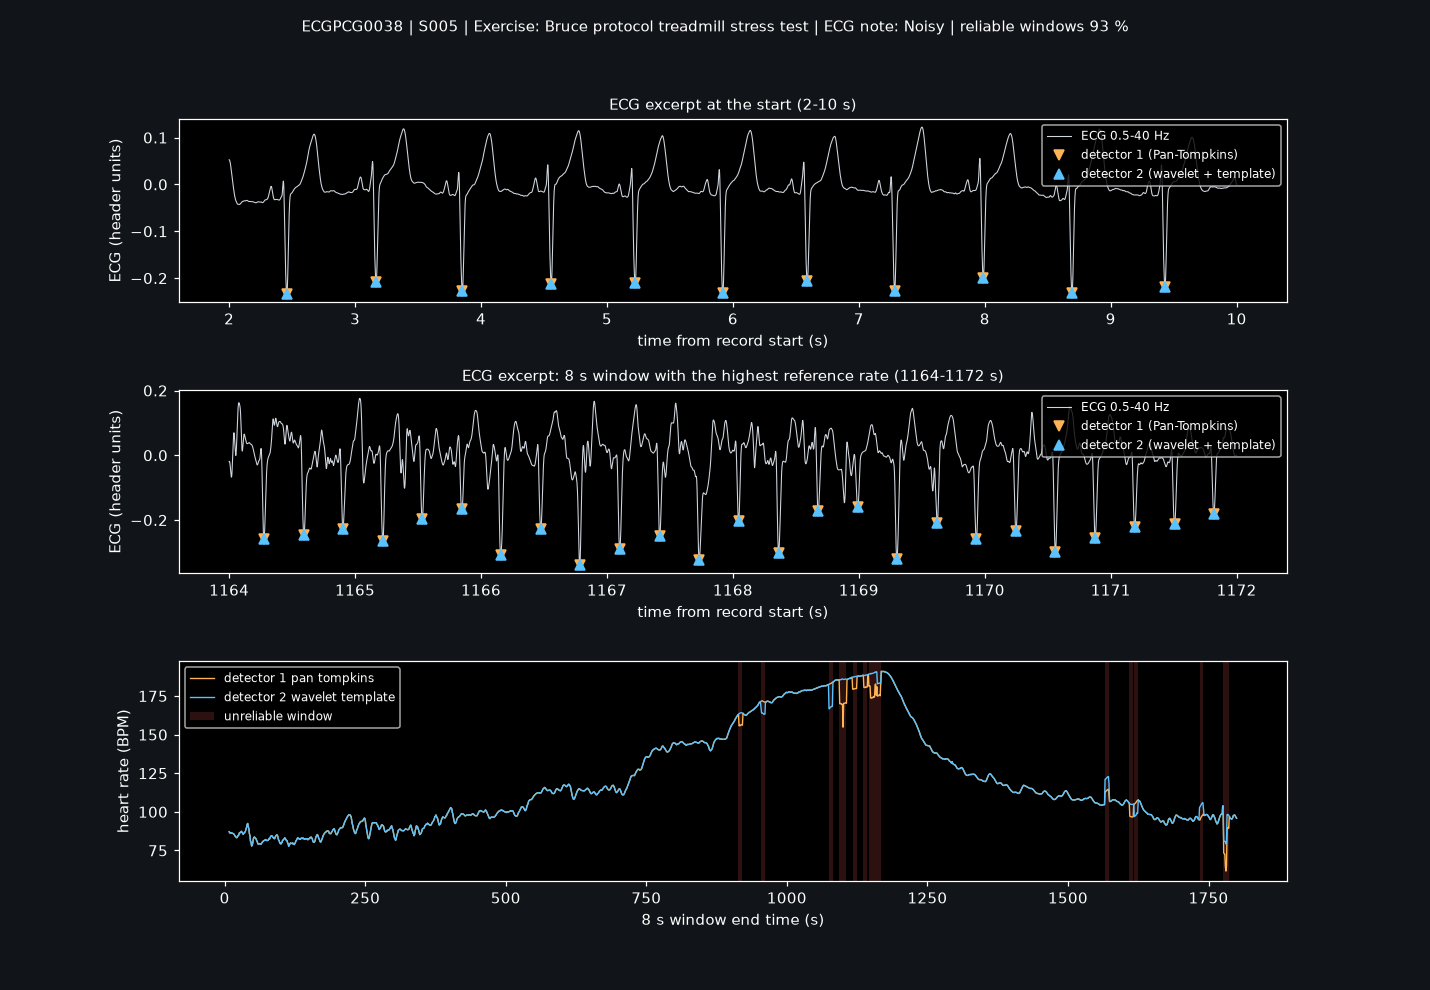 ECGPCG0038 | S005 | Exercise: Bruce protocol treadmill stress test | ECG note: Noisy | reliable windows 93 %
ECG excerpt at the start (2-10 s)
ECG (header units)
0.1
0.0
−0.1
−0.2
ECG 0.5-40 Hz
detector 1 (Pan-Tompkins)
detector 2 (wavelet + template)
2 3 4 5 6 7 8 9 10
time from record start (s)
ECG excerpt: 8 s window with the highest reference rate (1164-1172 s)
ECG (header units)
0.2
0.0
−0.2
ECG 0.5-40 Hz
detector 1 (Pan-Tompkins)
detector 2 (wavelet + template)
1164 1165 1166 1167 1168 1169 1170 1171 1172
time from record start (s)
heart rate (BPM)
175
150
125
100
75
detector 1 pan tompkins
detector 2 wavelet template
unreliable window
0 250 500 750 1000 1250 1500 1750
8 s window end time (s)